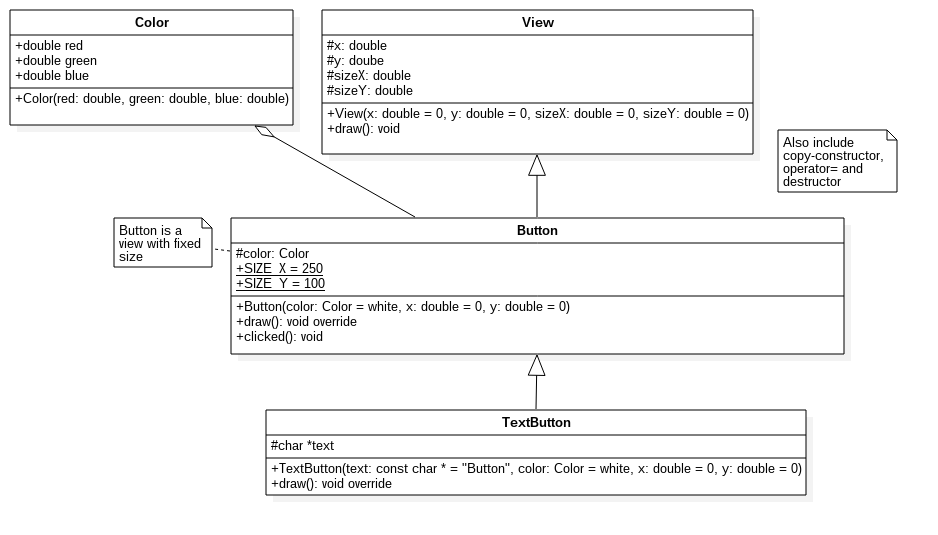 Color
+double red
+double green
+double blue
+Color(red: double, green: double, blue: double)
View
#x: double
#y: doube
#sizeX: double
#sizeY: double
+View(x: double = 0, y: double = 0, sizeX: double = 0, sizeY: double = 0)
+draw(): void
Also include
copy-constructor,
operator= and
destructor
Button is a
view with fixed
size
Button
#color: Color
+SIZE_X = 250
+SIZE_Y = 100
+Button(color: Color = white, x: double = 0, y: double = 0)
+draw(): void override
+clicked(): void
TextButton
#char *text
+TextButton(text: const char * = "Button", color: Color = white, x: double = 0, y: double = 0)
+draw(): void override